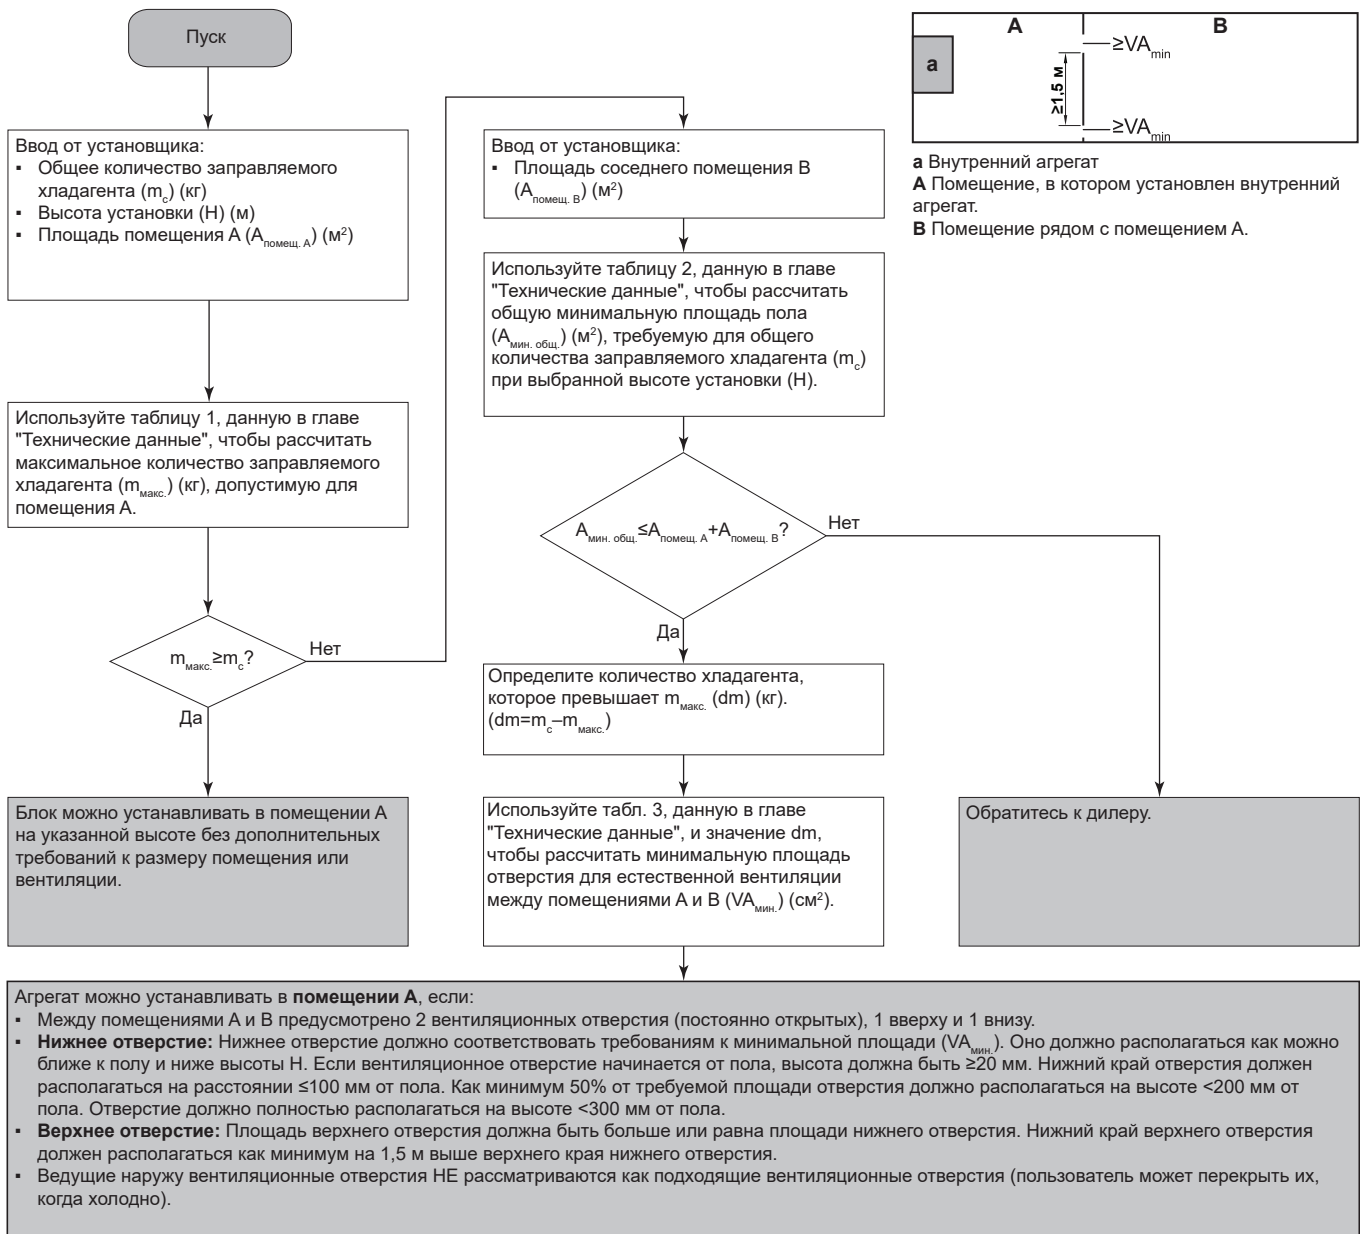 Пуск
Ввод от установщика:
▪ Общее количество заправляемого
хладагента (mc) (кг)
▪ Высота установки (H) (м)
▪ Площадь помещения A (Aпомещ. A) (м²)
Используйте таблицу 1, данную в главе
"Технические данные", чтобы рассчитать
максимальное количество заправляемого
хладагента (mмакс.) (кг), допустимую для
помещения A.
mмакс.≥mc?
Нет
Да
Блок можно устанавливать в помещении A
на указанной высоте без дополнительных
требований к размеру помещения или
вентиляции.
Ввод от установщика:
▪ Площадь соседнего помещения B
(Aпомещ. B) (м²)
Используйте таблицу 2, данную в главе
"Технические данные", чтобы рассчитать
общую минимальную площадь пола
(Aмин. общ.) (м²), требуемую для общего
количества заправляемого хладагента (mc)
при выбранной высоте установки (H).
Aмин. общ.≤Aпомещ. A+Aпомещ. B?
Нет
Да
Определите количество хладагента,
которое превышает mмакс. (dm) (кг).
(dm=mc–mмакс.)
Используйте табл. 3, данную в главе
"Технические данные", и значение dm,
чтобы рассчитать минимальную площадь
отверстия для естественной вентиляции
между помещениями A и B (VAмин.) (см²).
A
B
a
≥1,5 м
≥VAmin
≥VAmin
a Внутренний агрегат
A Помещение, в котором установлен внутренний
агрегат.
B Помещение рядом с помещением A.
Обратитесь к дилеру.
Агрегат можно устанавливать в помещении A, если:
▪ Между помещениями A и B предусмотрено 2 вентиляционных отверстия (постоянно открытых), 1 вверху и 1 внизу.
▪ Нижнее отверстие: Нижнее отверстие должно соответствовать требованиям к минимальной площади (VAмин.). Оно должно располагаться как можно
ближе к полу и ниже высоты H. Если вентиляционное отверстие начинается от пола, высота должна быть ≥20 мм. Нижний край отверстия должен
располагаться на расстоянии ≤100 мм от пола. Как минимум 50% от требуемой площади отверстия должно располагаться на высоте <200 мм от
пола. Отверстие должно полностью располагаться на высоте <300 мм от пола.
▪ Верхнее отверстие: Площадь верхнего отверстия должна быть больше или равна площади нижнего отверстия. Нижний край верхнего отверстия
должен располагаться как минимум на 1,5 м выше верхнего края нижнего отверстия.
▪ Ведущие наружу вентиляционные отверстия НЕ рассматриваются как подходящие вентиляционные отверстия (пользователь может перекрыть их,
когда холодно).